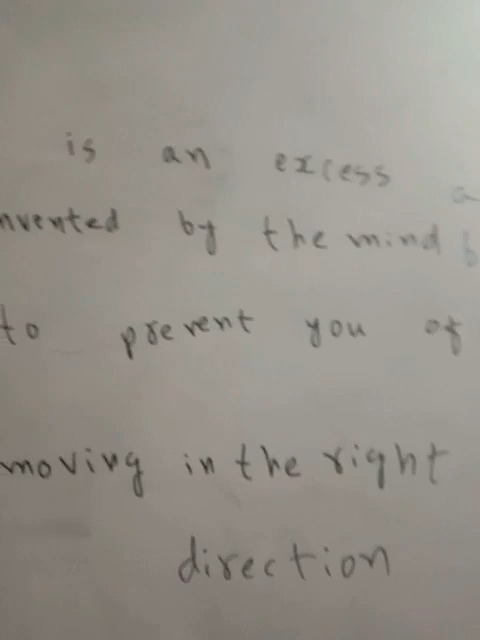 is an excess a
nvented by the mind b
to prevent you of
moving in the right
direction